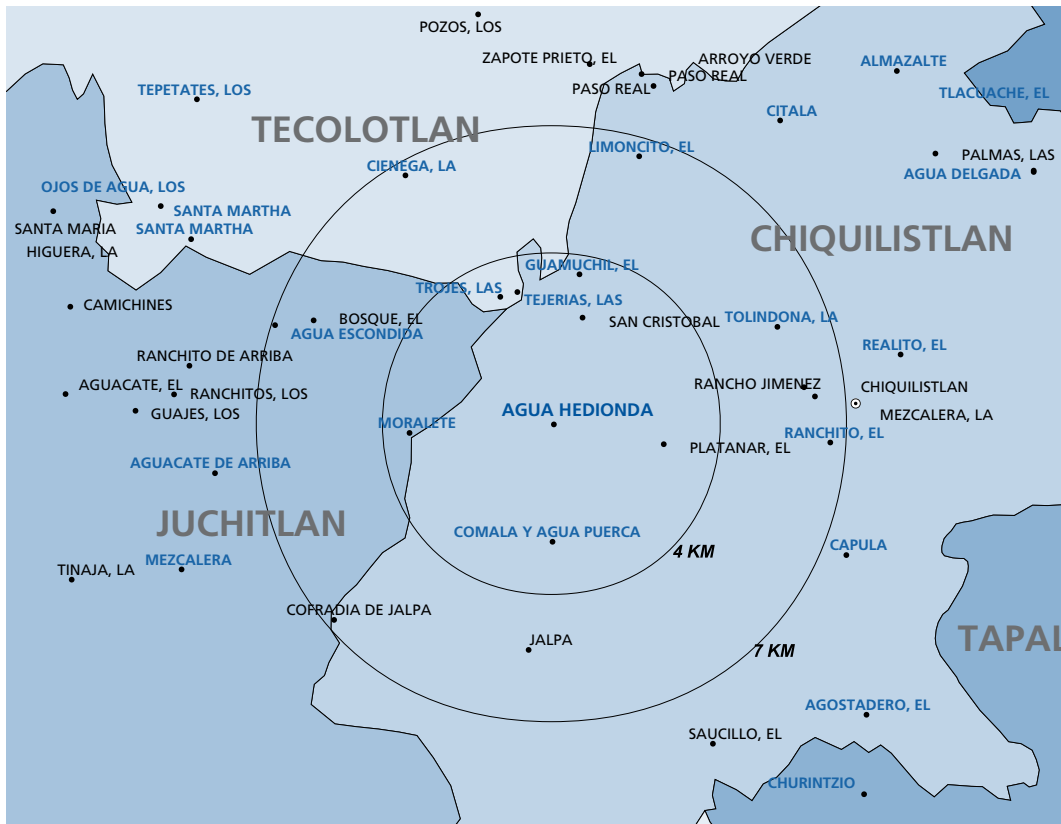 POZOS, LOS
ZAPOTE PRIETO, EL
ARROYO VERDE
ALMAZALTE
PASO REAL
PASO REAL
TEPETATES, LOS
TLACUACHE, EL
CITALA
TECOLOTLAN
LIMONCITO, EL
CIENEGA, LA
PALMAS, LAS
AGUA DELGADA
OJOS DE AGUA, LOS
SANTA MARTHA
SANTA MARIA
SANTA MARTHA
CHIQUILISTLAN
HIGUERA, LA
GUAMUCHIL, EL
TROJES, LAS
TEJERIAS, LAS
CAMICHINES
BOSQUE, EL
SAN CRISTOBAL
TOLINDONA, LA
AGUA ESCONDIDA
REALITO, EL
RANCHITO DE ARRIBA
AGUACATE, EL
RANCHITOS, LOS
RANCHO JIMENEZ
CHIQUILISTLAN
GUAJES, LOS
AGUA HEDIONDA
MEZCALERA, LA
MORALETE
RANCHITO, EL
PLATANAR, EL
AGUACATE DE ARRIBA
JUCHITLAN
COMALA Y AGUA PUERCA
4 KM
CAPULA
MEZCALERA
TINAJA, LA
COFRADIA DE JALPA
JALPA
7 KM
TAPAL
AGOSTADERO, EL
SAUCILLO, EL
CHURINTZIO